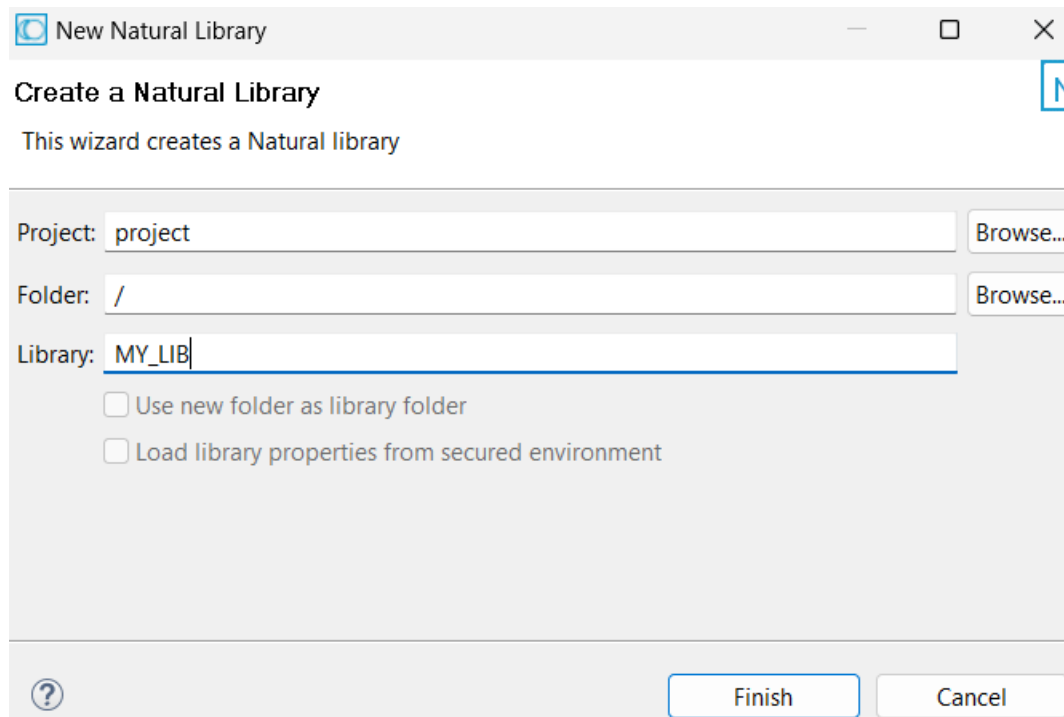 New Natural Library
Create a Natural Library
This wizard creates a Natural library
Project: project Browse...
Folder: / Browse...
Library: MY_LIB
Use new folder as library folder
Load library properties from secured environment
? Finish Cancel